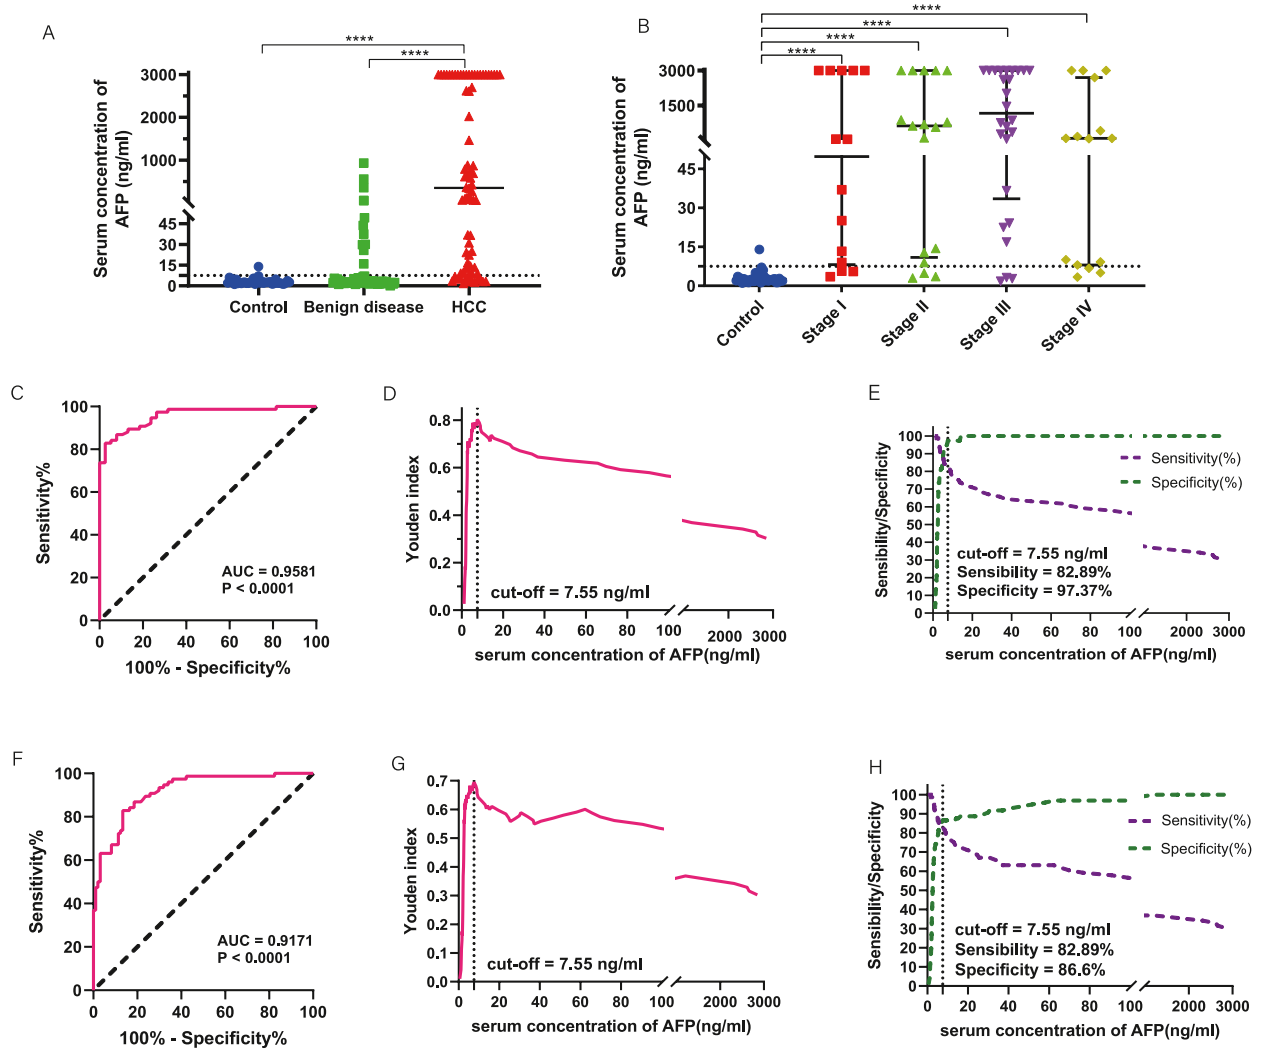 A
****
****
Serum concentration of
AFP (ng/ml)
3000
2000
1000
45
30
15
0
Control
Benign disease
HCC
B
****
****
****
****
Serum concentration of
AFP (ng/ml)
3000
1500
45
30
15
0
Control
Stage I
Stage II
Stage III
Stage IV
C
Sensitivity%
100
80
60
40
20
0
AUC = 0.9581
P < 0.0001
0 20 40 60 80 100
100% - Specificity%
D
Youden index
0.8
0.6
0.4
0.2
0.0
cut-off = 7.55 ng/ml
0 20 40 60 80 100 2000 3000
serum concentration of AFP(ng/ml)
E
Sensibility/Specificity
100
90
80
70
60
50
40
30
20
10
0
Sensitivity(%)
Specificity(%)
cut-off = 7.55 ng/ml
Sensibility = 82.89%
Specificity = 97.37%
0 20 40 60 80 100 2000 3000
serum concentration of AFP(ng/ml)
F
Sensitivity%
100
80
60
40
20
0
AUC = 0.9171
P < 0.0001
0 20 40 60 80 100
100% - Specificity%
G
Youden index
0.7
0.6
0.5
0.4
0.3
0.2
0.1
0.0
cut-off = 7.55 ng/ml
0 20 40 60 80 100 2000 3000
serum concentration of AFP(ng/ml)
H
Sensibility/Specificity
100
90
80
70
60
50
40
30
20
10
0
Sensitivity(%)
Specificity(%)
cut-off = 7.55 ng/ml
Sensibility = 82.89%
Specificity = 86.6%
0 20 40 60 80 100 2000 3000
serum concentration of AFP(ng/ml)